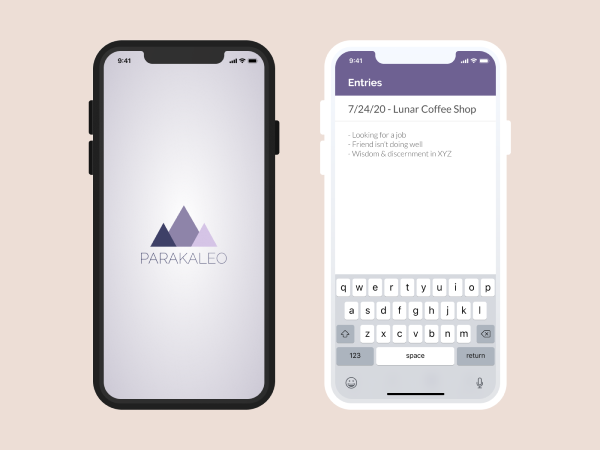 9:41
PARAKALEO
9:41
Entries
7/24/20 - Lunar Coffee Shop
- Looking for a job
- Friend isn't doing well
- Wisdom & discernment in XYZ
q w e r t y u i o p
a s d f g h j k l
z x c v b n m
123 space return